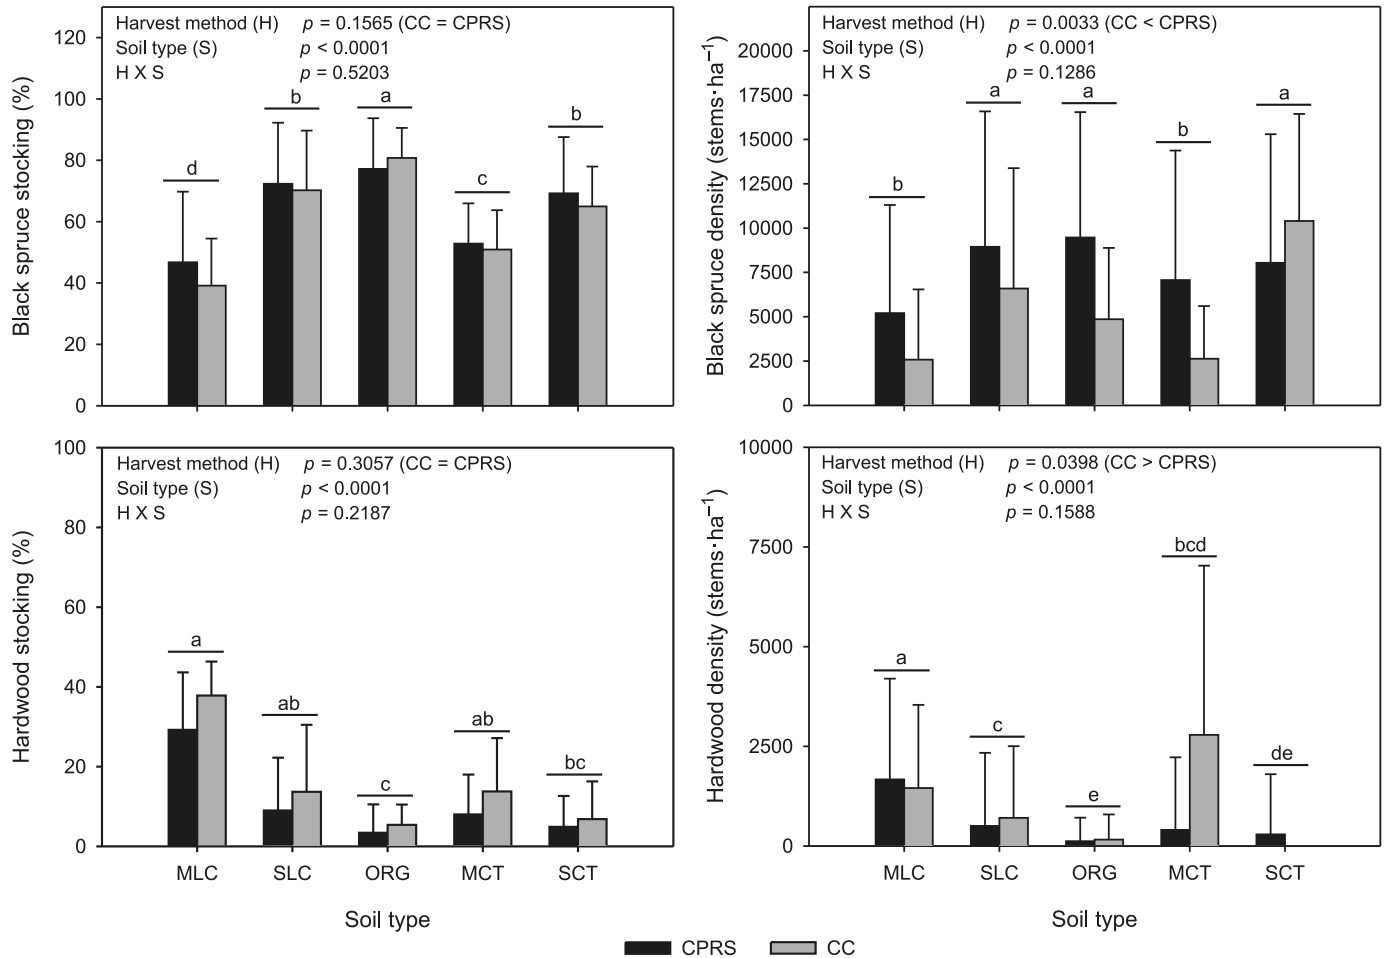 Black spruce stocking (%)
120
100
80
60
40
20
0
Harvest method (H) p = 0.1565 (CC = CPRS)
Soil type (S) p < 0.0001
H X S p = 0.5203
d
b
a
c
b
Black spruce density (stems·ha⁻¹)
20000
17500
15000
12500
10000
7500
5000
2500
0
Harvest method (H) p = 0.0033 (CC < CPRS)
Soil type (S) p < 0.0001
H X S p = 0.1286
b
a
a
b
a
Hardwood stocking (%)
100
80
60
40
20
0
Harvest method (H) p = 0.3057 (CC = CPRS)
Soil type (S) p < 0.0001
H X S p = 0.2187
a
ab
c
ab
bc
MLC SLC ORG MCT SCT
Soil type
Hardwood density (stems·ha⁻¹)
10000
7500
5000
2500
0
Harvest method (H) p = 0.0398 (CC > CPRS)
Soil type (S) p < 0.0001
H X S p = 0.1588
a
c
e
bcd
de
MLC SLC ORG MCT SCT
Soil type
CPRS CC